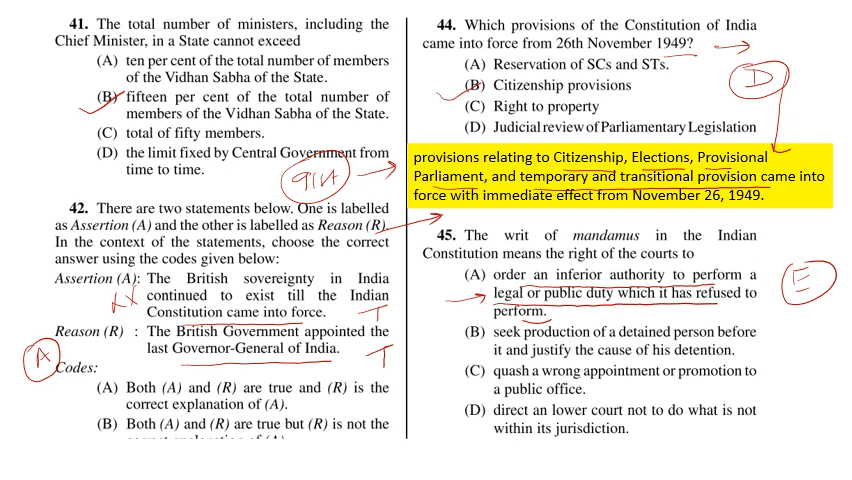 41. The total number of ministers, including the
Chief Minister, in a State cannot exceed
(A) ten per cent of the total number of members
of the Vidhan Sabha of the State.
(B) fifteen per cent of the total number of
members of the Vidhan Sabha of the State.
(C) total of fifty members.
(D) the limit fixed by Central Government from
time to time.
91st
42. There are two statements below. One is labelled
as Assertion (A) and the other is labelled as Reason (R).
In the context of the statements, choose the correct
answer using the codes given below:
Assertion (A): The British sovereignty in India
continued to exist till the Indian
Constitution came into force.
T
Reason (R) : The British Government appointed the
last Governor-General of India.
T
A
Codes:
(A) Both (A) and (R) are true and (R) is the
correct explanation of (A).
(B) Both (A) and (R) are true but (R) is not the
44. Which provisions of the Constitution of India
came into force from 26th November 1949?
(A) Reservation of SCs and STs.
D
(B) Citizenship provisions
(C) Right to property
(D) Judicial review of Parliamentary Legislation
provisions relating to Citizenship, Elections, Provisional
Parliament, and temporary and transitional provision came into
force with immediate effect from November 26, 1949.
45. The writ of mandamus in the Indian
Constitution means the right of the courts to
(A) order an inferior authority to perform a
legal or public duty which it has refused to
perform.
E
(B) seek production of a detained person before
it and justify the cause of his detention.
(C) quash a wrong appointment or promotion to
a public office.
(D) direct an lower court not to do what is not
within its jurisdiction.